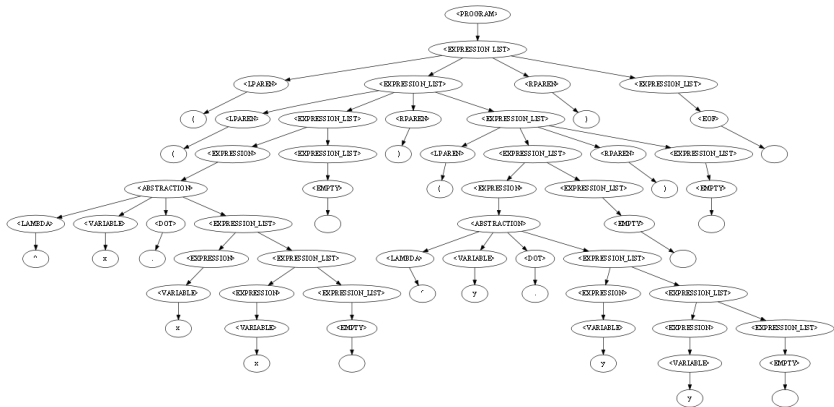 <PROGRAM>
<EXPRESSION LIST>
<LPAREN> <EXPRESSION_LIST> <RPAREN> <EXPRESSION_LIST>
( <LPAREN> <EXPRESSION_LIST> <RPAREN> <EXPRESSION_LIST> ) <EOF>
( <EXPRESSION> <EXPRESSION_LIST> ) <LPAREN> <EXPRESSION_LIST> <RPAREN> <EXPRESSION_LIST>
<ABSTRACTION> <EMPTY> ( <EXPRESSION> <EXPRESSION_LIST> ) <EMPTY>
<LAMBDA> <VARIABLE> <DOT> <EXPRESSION_LIST> <ABSTRACTION> <EMPTY>
^ x . <EXPRESSION> <EXPRESSION_LIST> <LAMBDA> <VARIABLE> <DOT> <EXPRESSION_LIST>
<VARIABLE> <EXPRESSION> <EXPRESSION_LIST> ^ y . <EXPRESSION> <EXPRESSION_LIST>
x <VARIABLE> <EMPTY> <VARIABLE> <EXPRESSION> <EXPRESSION_LIST>
x y <VARIABLE> <EMPTY>
y